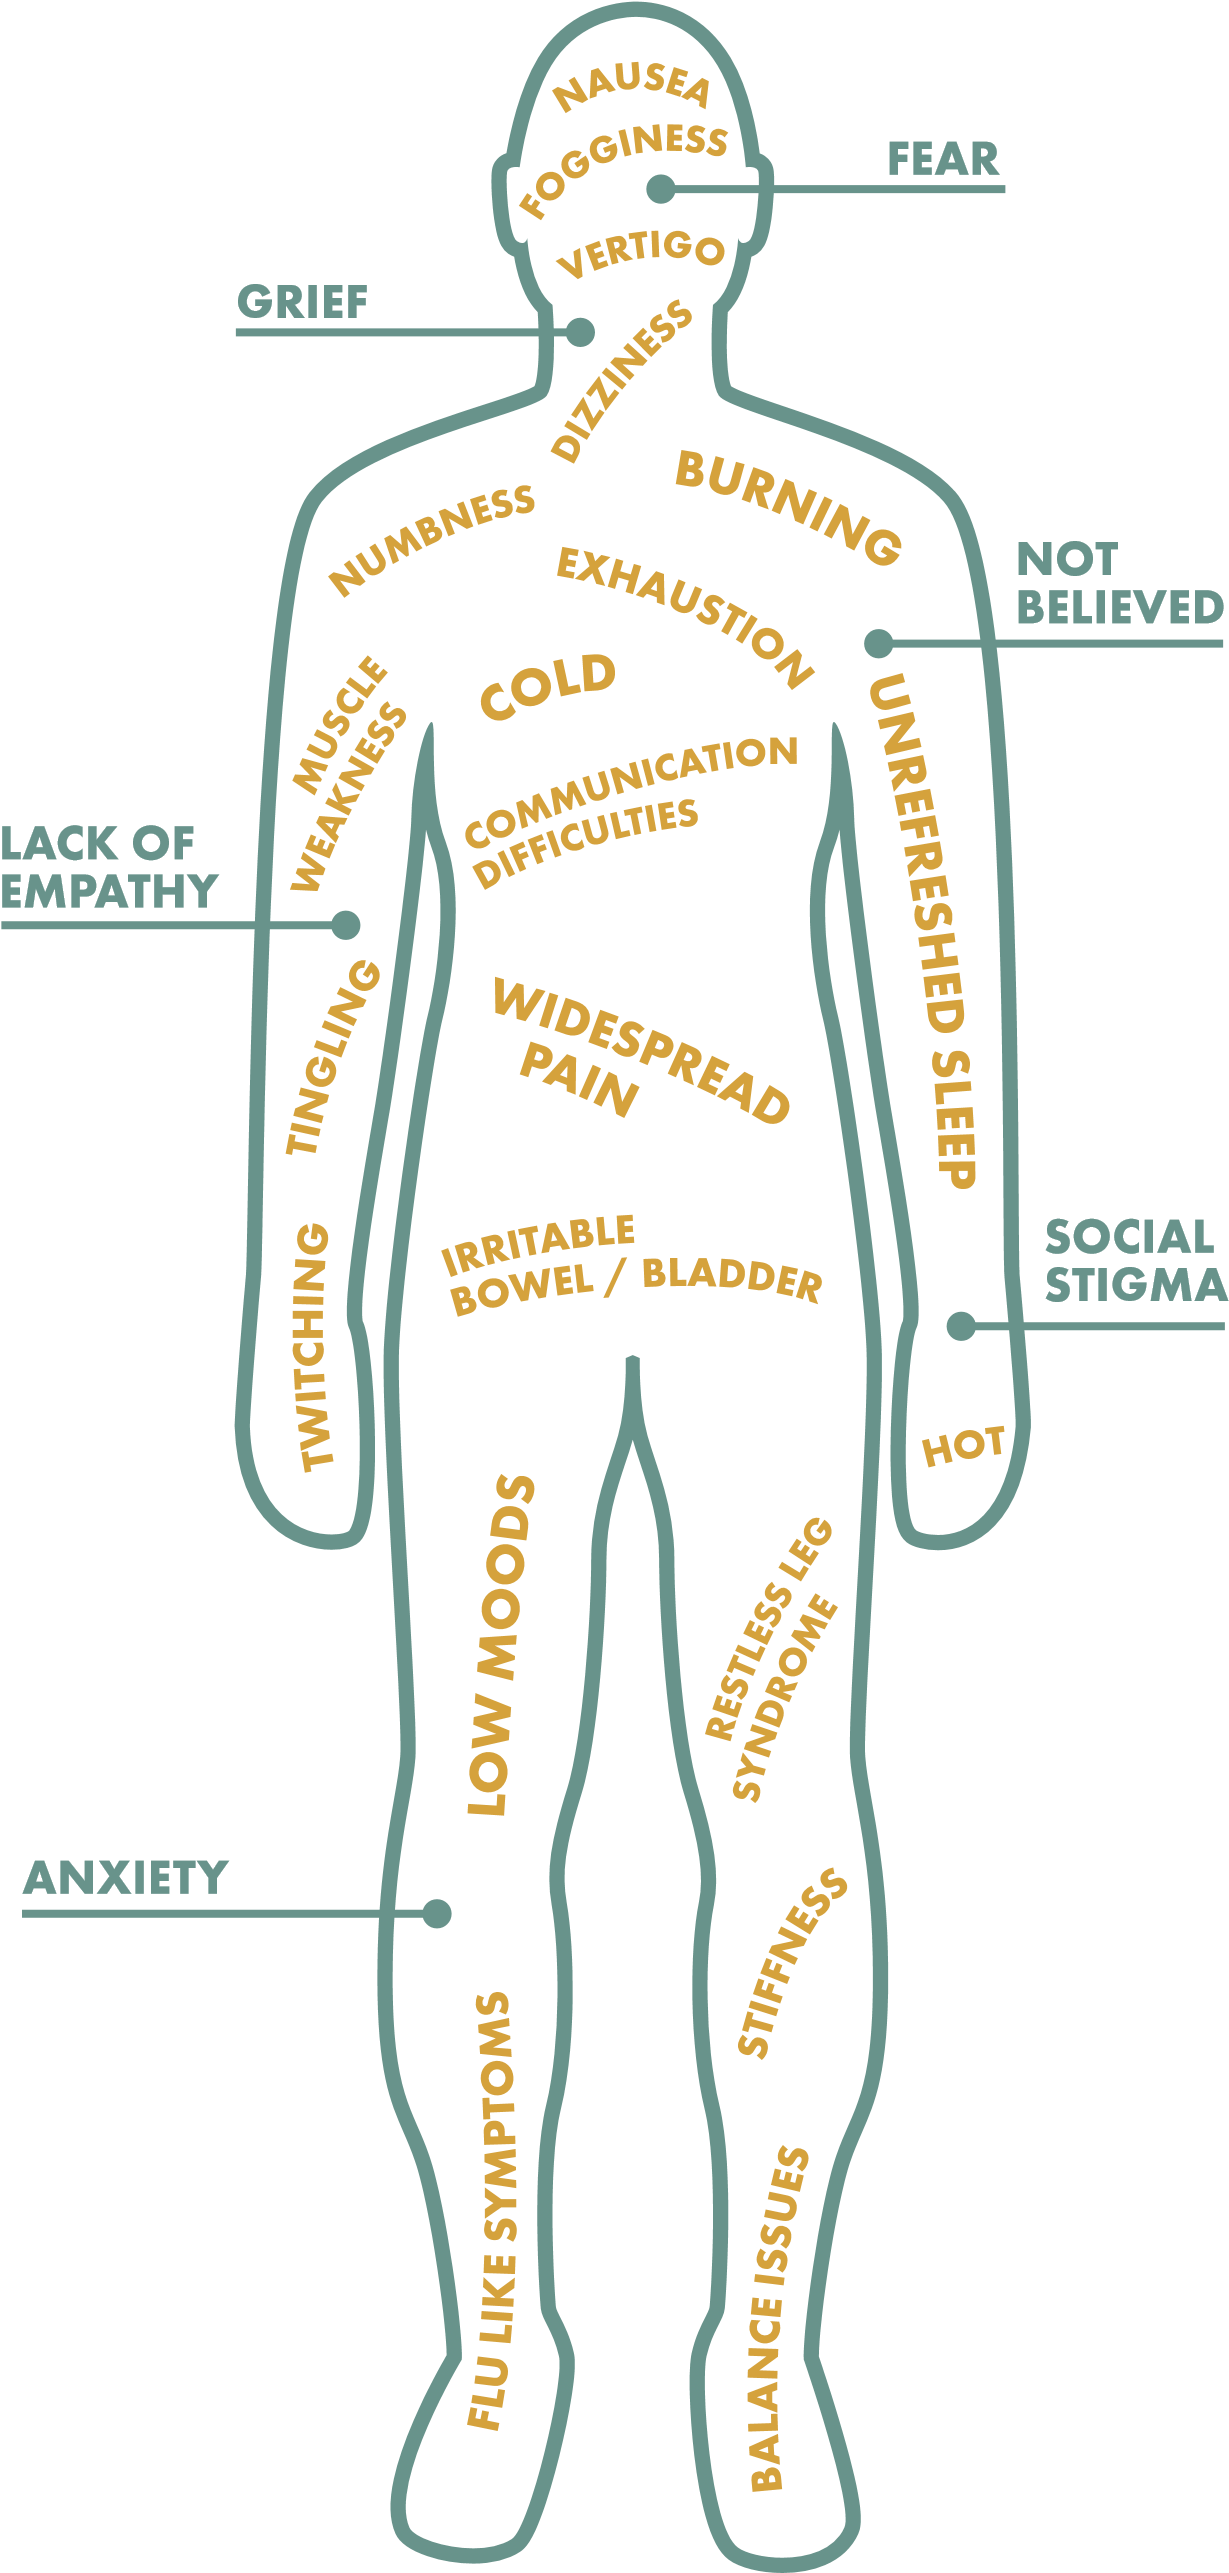 NAUSEA
FOGGINESS
FEAR
VERTIGO
GRIEF
DIZZINESS
BURNING
NUMBNESS
EXHAUSTION
NOT
BELIEVED
COLD
MUSCLE
WEAKNESS
UNREFRESHED SLEEP
COMMUNICATION
DIFFICULTIES
LACK OF
EMPATHY
TINGLING
WIDESPREAD
PAIN
TWITCHING
IRRITABLE
BOWEL / BLADDER
SOCIAL
STIGMA
HOT
LOW MOODS
RESTLESS LEG
SYNDROME
ANXIETY
STIFFNESS
FLU LIKE SYMPTOMS
BALANCE ISSUES